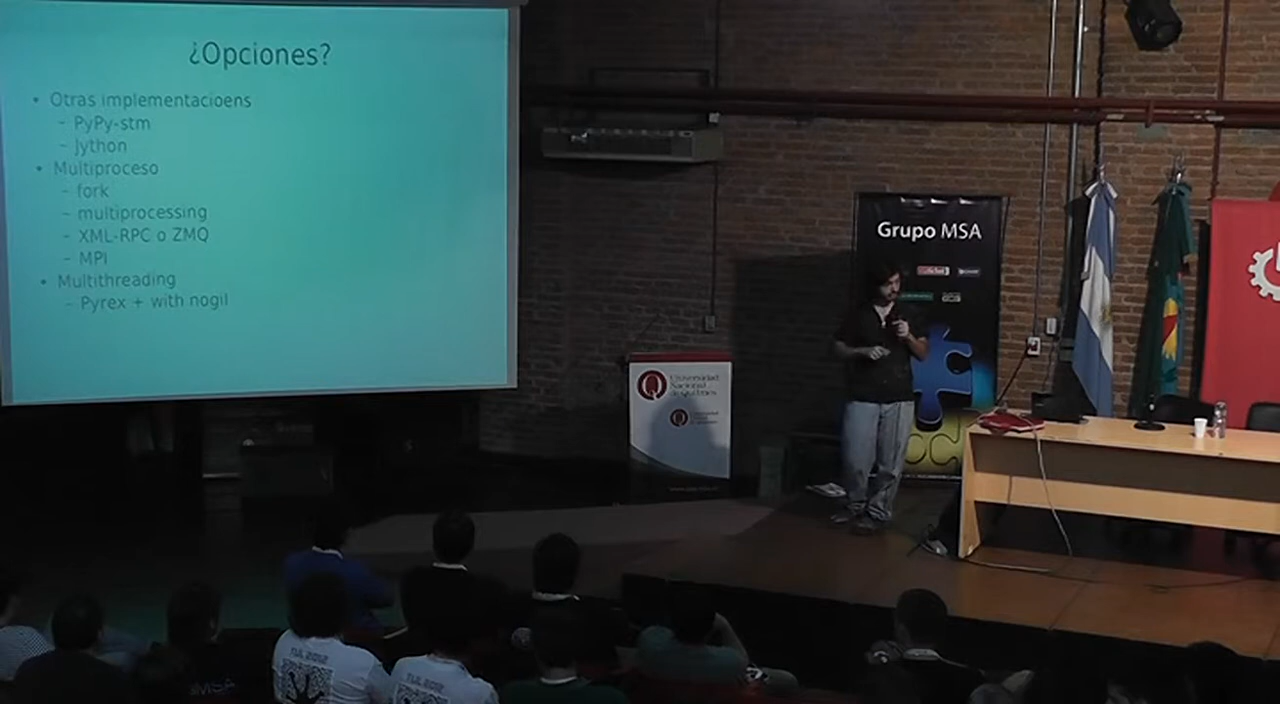 ¿Opciones?
• Otras implementacioens
– PyPy-stm
– Jython
• Multiproceso
– fork
– multiprocessing
– XML-RPC o ZMQ
– MPI
• Multithreading
– Pyrex + with nogil
Grupo MSA
Universidad
Nacional
de Quilmes
MSA